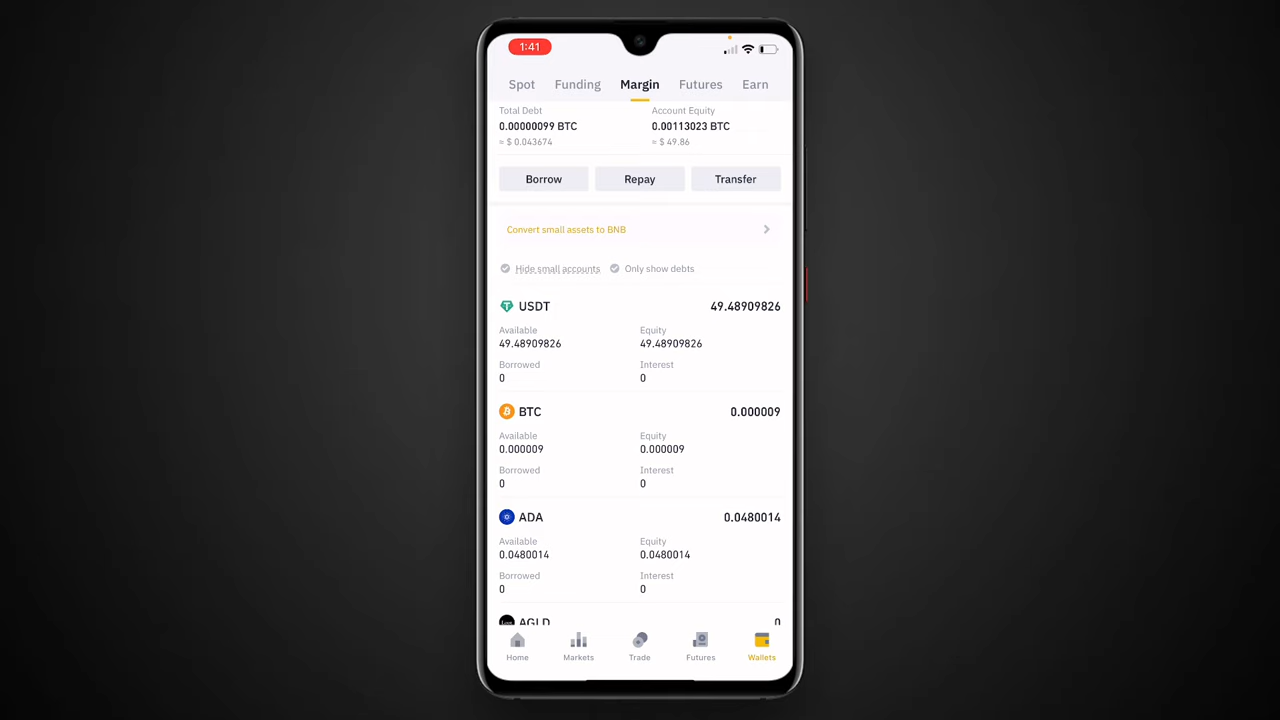 1:41
Spot Funding Margin Futures Earn
Total Debt Account Equity
0.00000099 BTC 0.00113023 BTC
≈ $ 0.043674 ≈ $ 49.86
Borrow Repay Transfer
Convert small assets to BNB
Hide small accounts Only show debts
USDT 49.48909826
Available Equity
49.48909826 49.48909826
Borrowed Interest
0 0
BTC 0.000009
Available Equity
0.000009 0.000009
Borrowed Interest
0 0
ADA 0.0480014
Available Equity
0.0480014 0.0480014
Borrowed Interest
0 0
AGLD 0
Home Markets Trade Futures Wallets